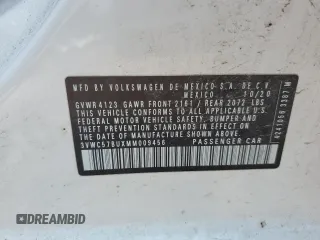 MFD BY VOLKSWAGEN DE MEXICO S.A. DE C.V.
MEXICO 10/20
GVWR 4123 GAWR FRONT 2161 / REAR 2072 LBS
THIS VEHICLE CONFORMS TO ALL APPLICABLE
FEDERAL MOTOR VEHICLE SAFETY, BUMPER AND
THEFT PREVENTION STANDARDS IN EFFECT ON THE
DATE OF MANUFACTURE SHOWN ABOVE.
3VWC57BUXMM009456
PASSENGER CAR
© DREAMBID